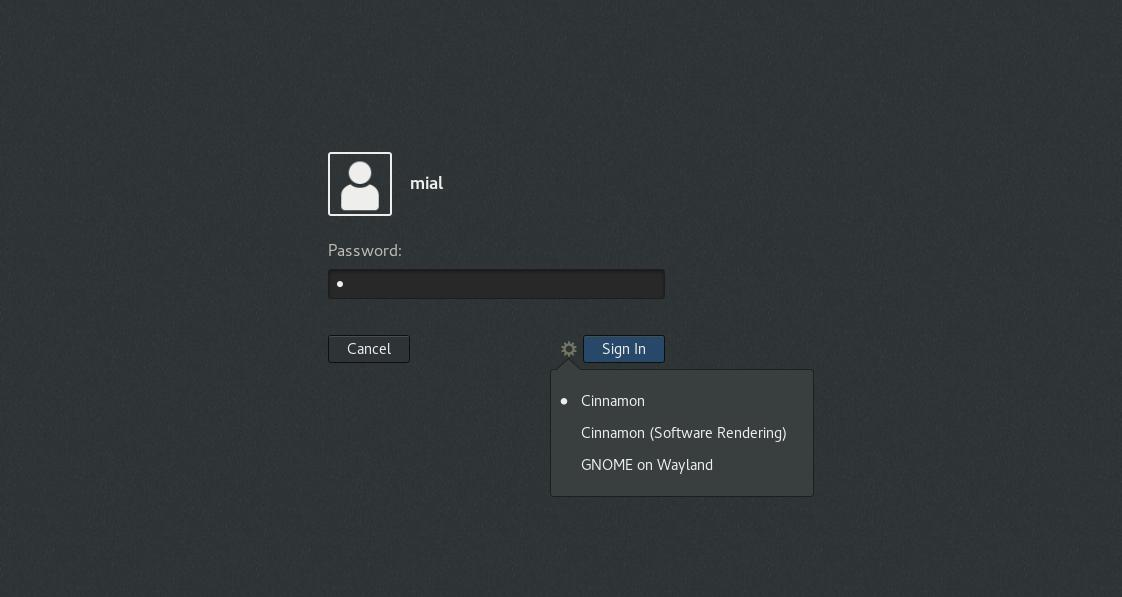 mial
Password:
Cancel
Sign In
Cinnamon
Cinnamon (Software Rendering)
GNOME on Wayland